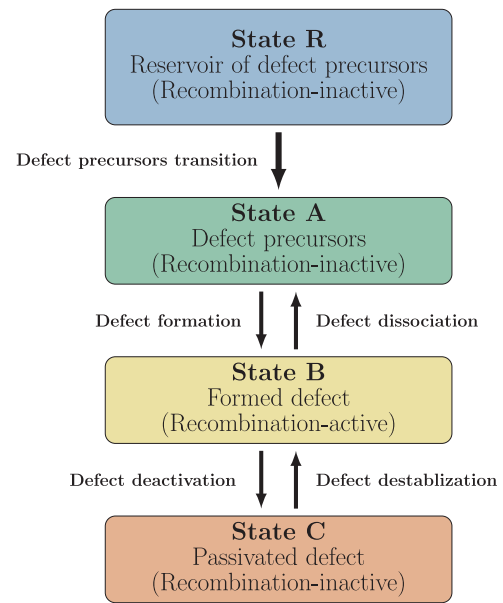 State R
Reservoir of defect precursors
(Recombination-inactive)
Defect precursors transition
State A
Defect precursors
(Recombination-inactive)
Defect formation
Defect dissociation
State B
Formed defect
(Recombination-active)
Defect deactivation
Defect destablization
State C
Passivated defect
(Recombination-inactive)